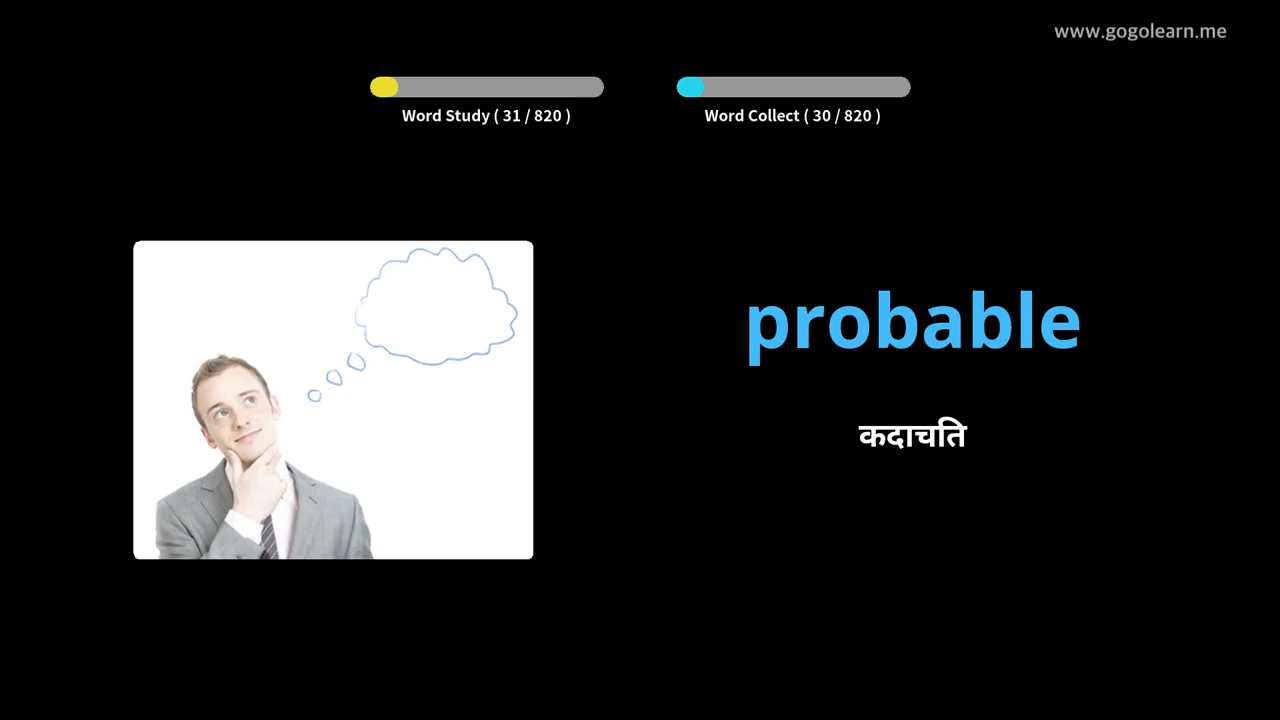 www.gogolearn.me
Word Study ( 31 / 820 )
Word Collect ( 30 / 820 )
probable
कदाचति